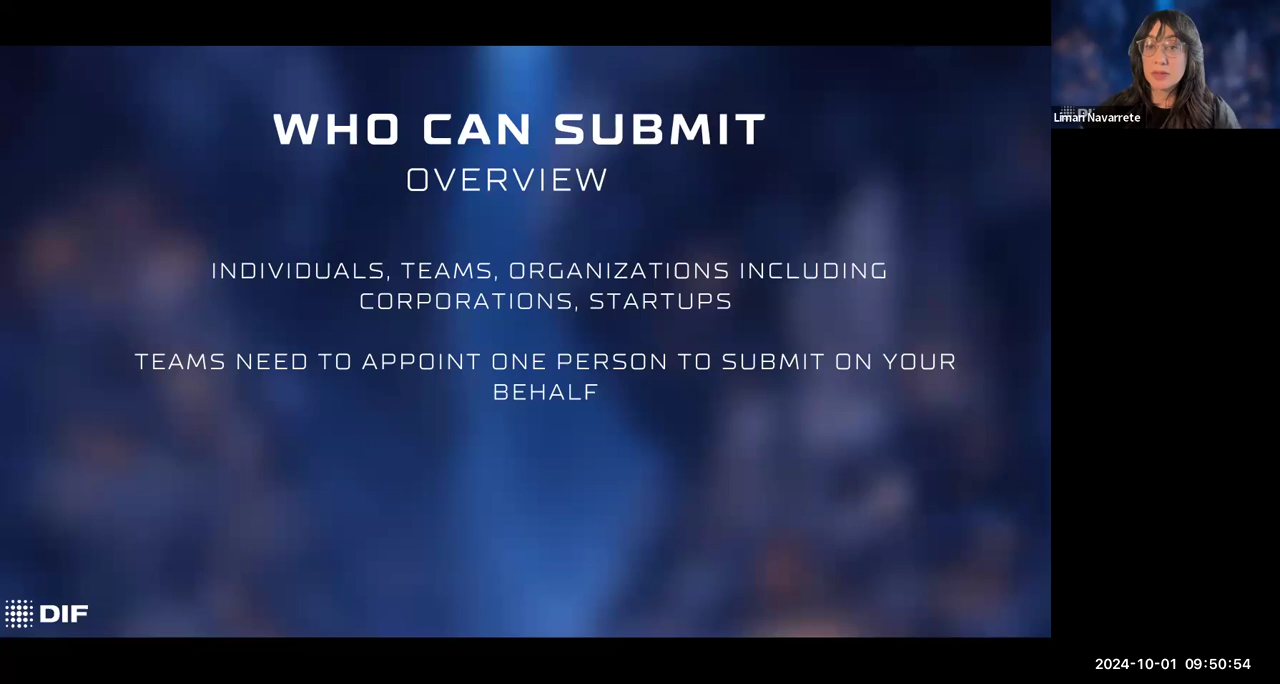 WHO CAN SUBMIT
OVERVIEW
INDIVIDUALS, TEAMS, ORGANIZATIONS INCLUDING
CORPORATIONS, STARTUPS
TEAMS NEED TO APPOINT ONE PERSON TO SUBMIT ON YOUR
BEHALF
DIF
Limari Navarrete
2024-10-01 09:50:54